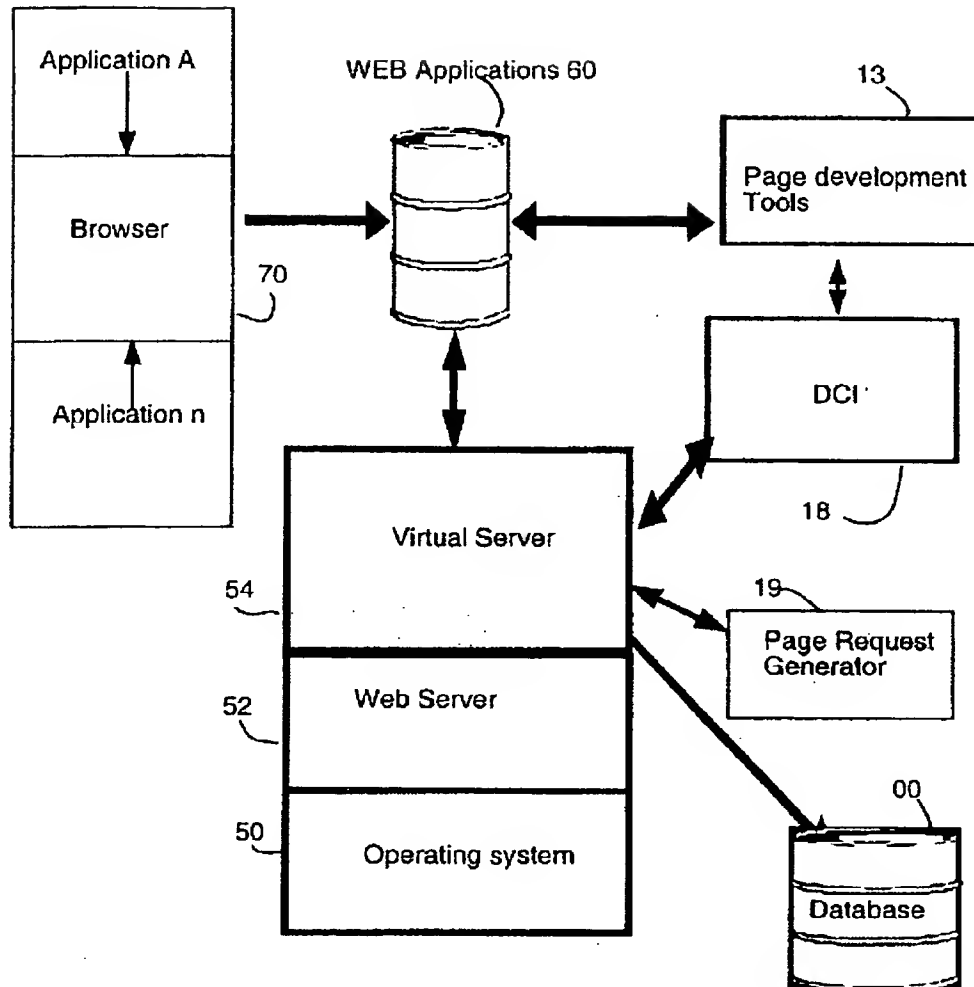 Application A
WEB Applications 60
13
Page development
Tools
Browser
70
DCI
Application n
18
Virtual Server
54
19
Page Request
Generator
Web Server
52
00
50
Operating system
Database